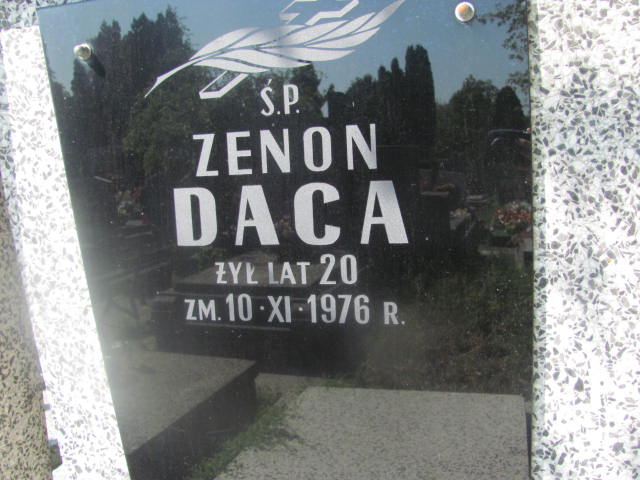 Ś.P.
ZENON
DACA
ŻYŁ LAT 20
ZM. 10·XI·1976 R.